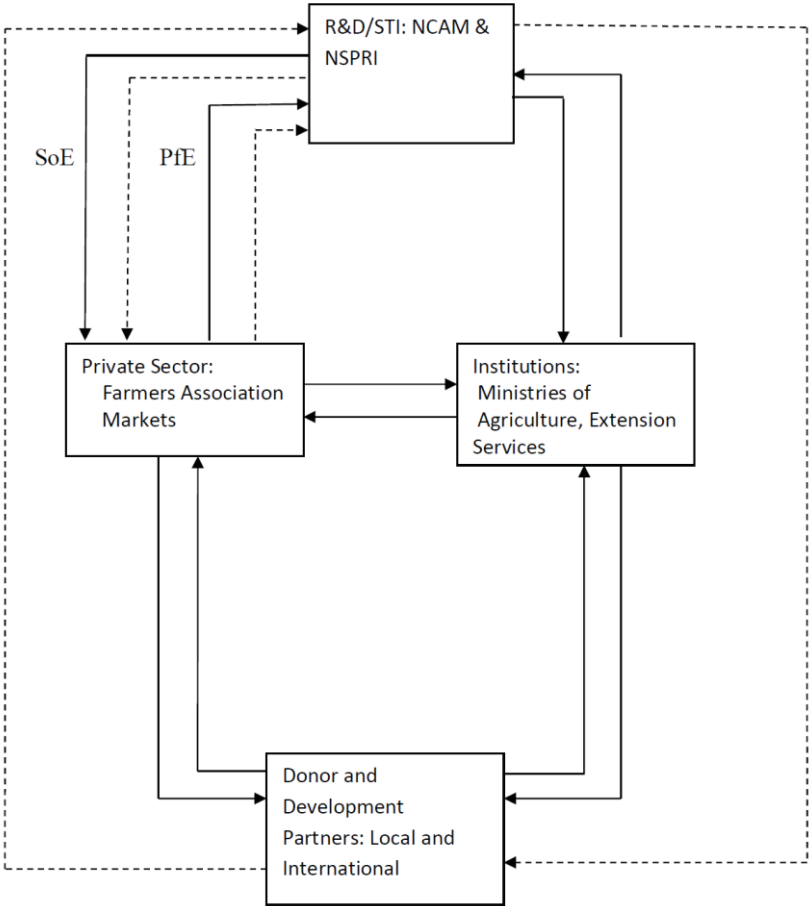 R&D/STI: NCAM &
NSPRI
SoE
PfE
Private Sector:
Farmers Association
Markets
Institutions:
Ministries of
Agriculture, Extension
Services
Donor and
Development
Partners: Local and
International